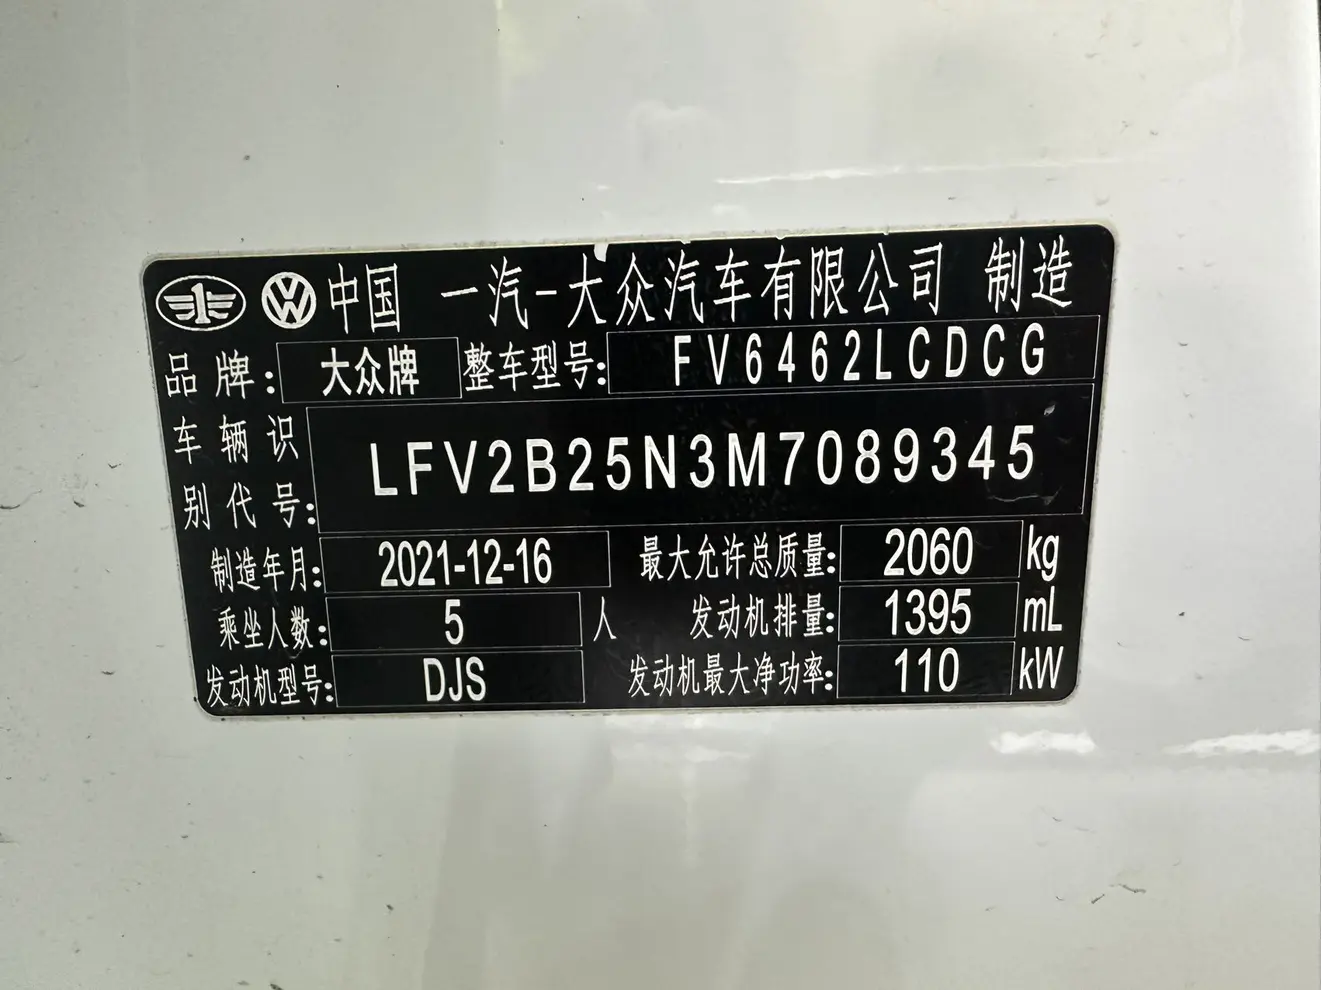 中国 一汽-大众汽车有限公司 制造
品牌: 大众牌 整车型号: FV6462LCDCG
车辆识别代号: LFV2B25N3M7089345
制造年月: 2021-12-16 最大允许总质量: 2060 kg
乘坐人数: 5 人 发动机排量: 1395 mL
发动机型号: DJS 发动机最大净功率: 110 kW